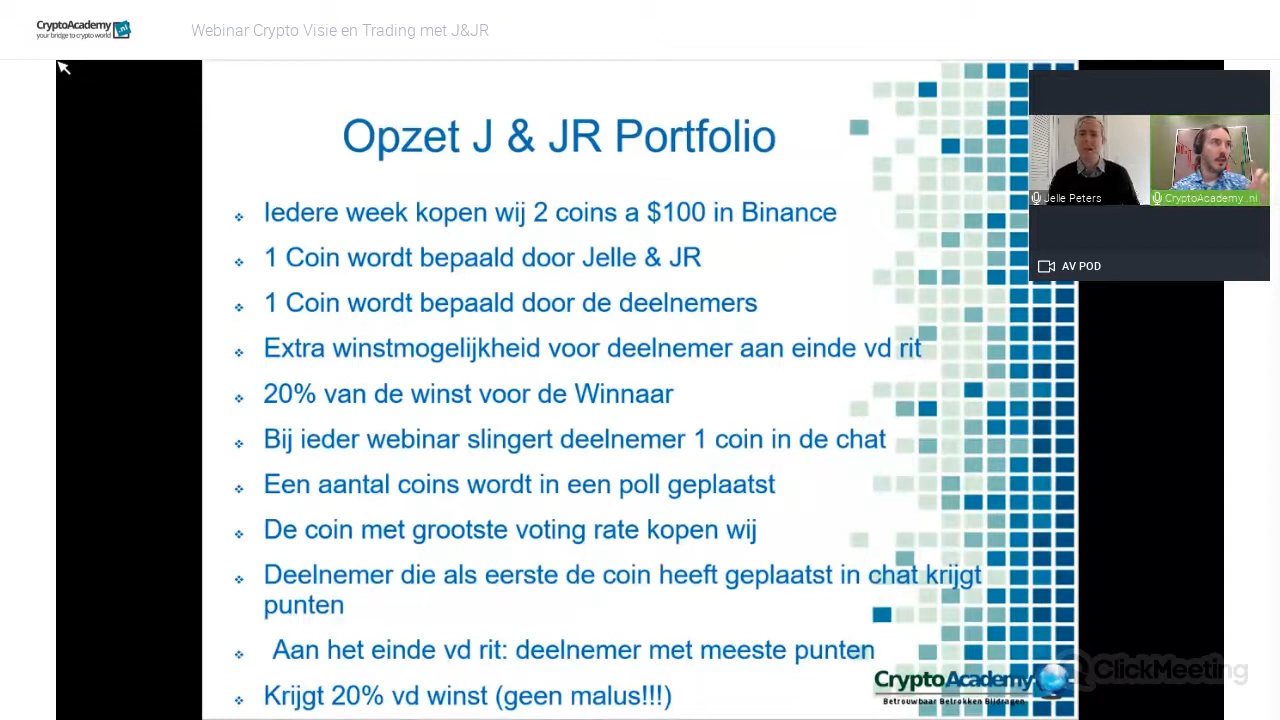 CryptoAcademy.nl
your bridge to crypto world
Webinar Crypto Visie en Trading met J&JR
Opzet J & JR Portfolio
Iedere week kopen wij 2 coins a $100 in Binance
1 Coin wordt bepaald door Jelle & JR
1 Coin wordt bepaald door de deelnemers
Extra winstmogelijkheid voor deelnemer aan einde vd rit
20% van de winst voor de Winnaar
Bij ieder webinar slingert deelnemer 1 coin in de chat
Een aantal coins wordt in een poll geplaatst
De coin met grootste voting rate kopen wij
Deelnemer die als eerste de coin heeft geplaatst in chat krijgt
punten
Aan het einde vd rit: deelnemer met meeste punten
Krijgt 20% vd winst (geen malus!!!)
Jelle Peters
CryptoAcademy .nl
AV POD
CryptoAcademy
Betrouwbaar Betrokken Bijdragen
ClickMeeting